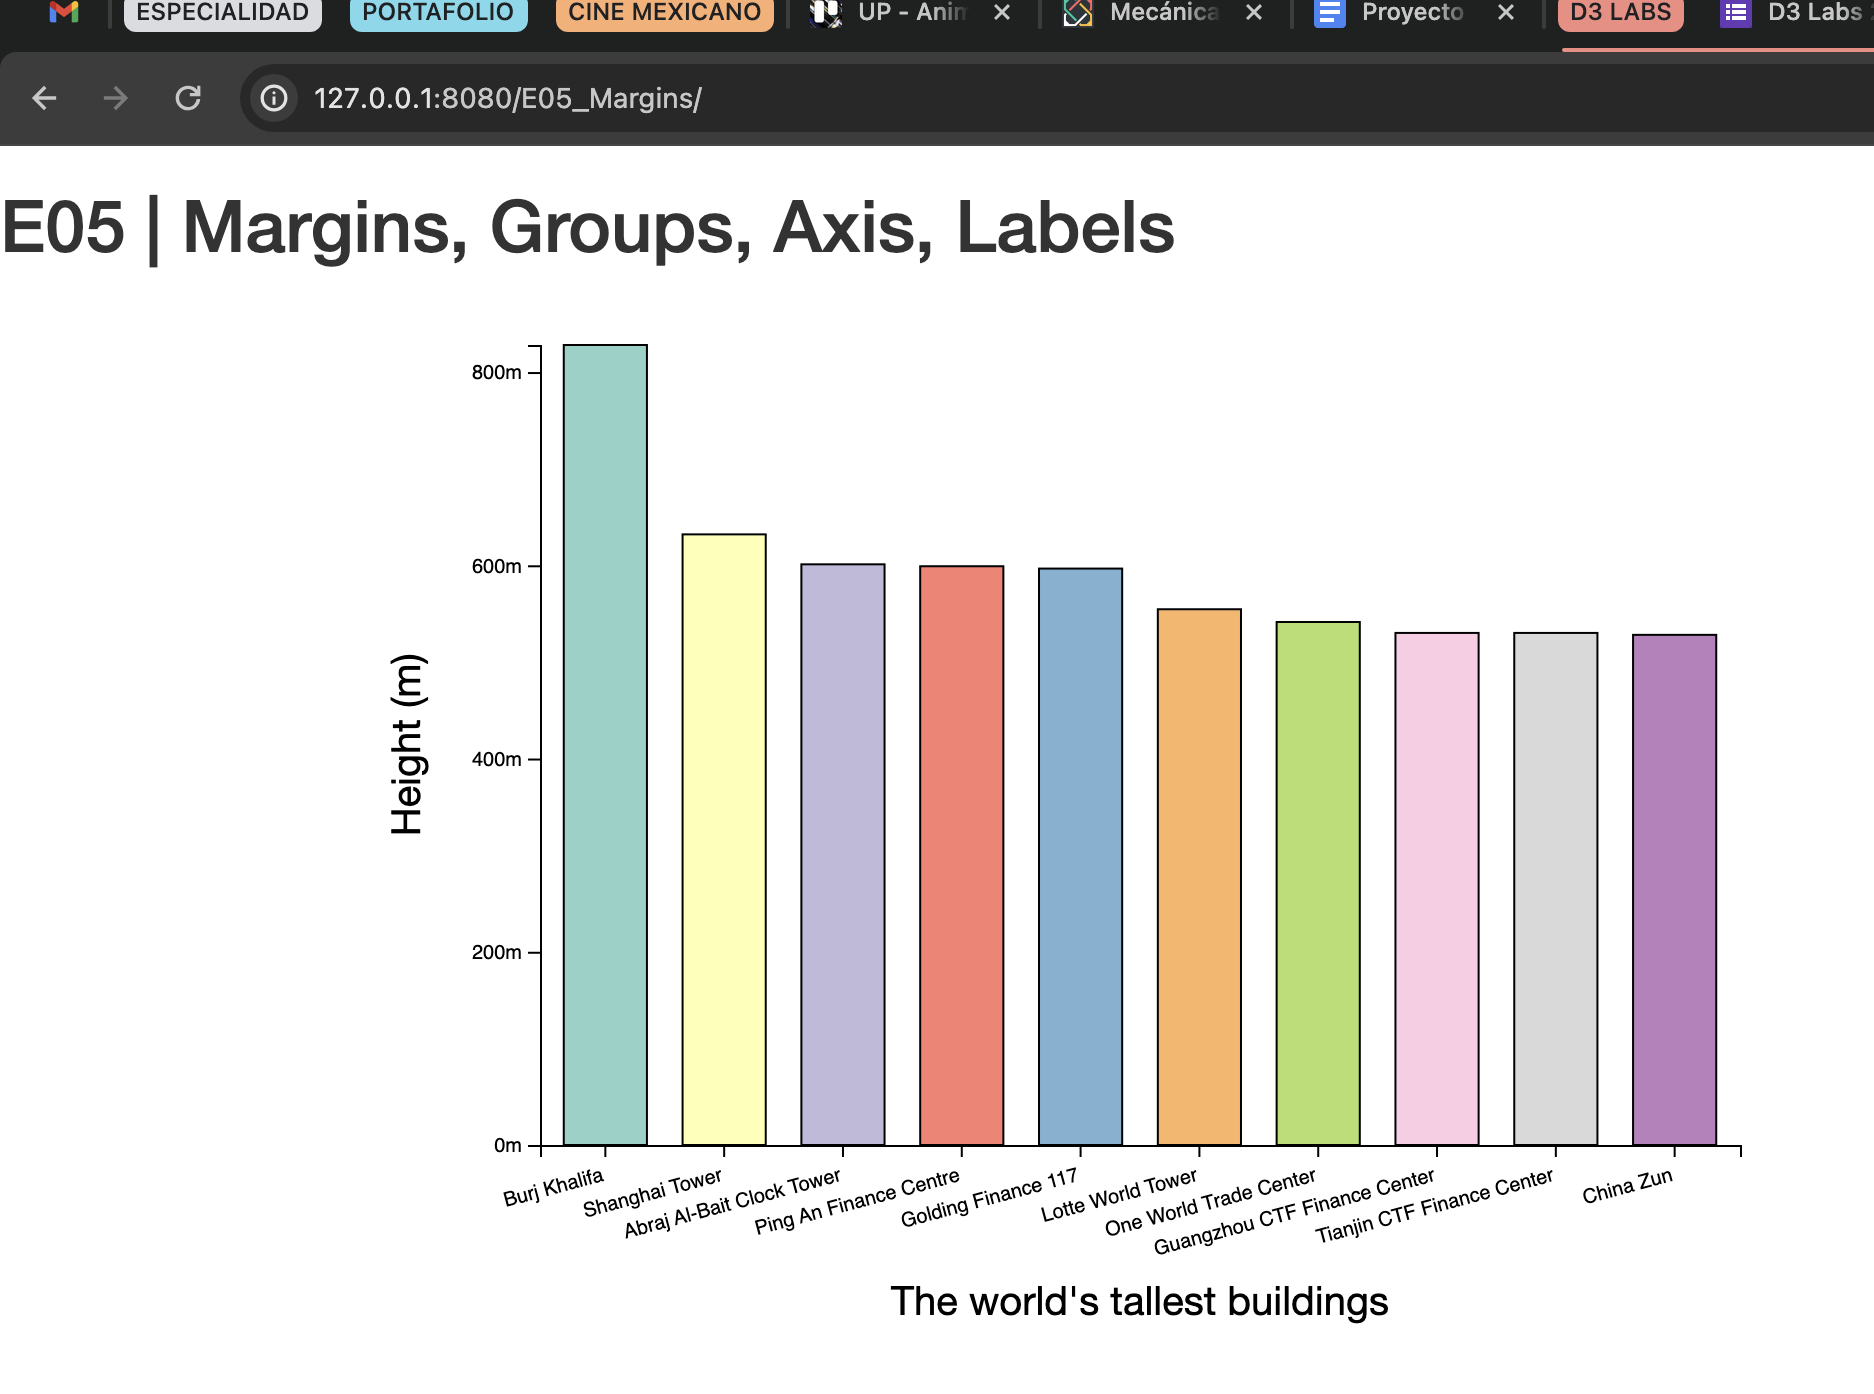 ESPECIALIDAD PORTAFOLIO CINE MEXICANO UP - Anim Mecánica Proyecto D3 LABS D3 Labs
127.0.0.1:8080/E05_Margins/
E05 | Margins, Groups, Axis, Labels
800m
600m
400m
200m
0m
Height (m)
Burj Khalifa
Shanghai Tower
Abraj Al-Bait Clock Tower
Ping An Finance Centre
Golding Finance 117
Lotte World Tower
One World Trade Center
Guangzhou CTF Finance Center
Tianjin CTF Finance Center
China Zun
The world's tallest buildings